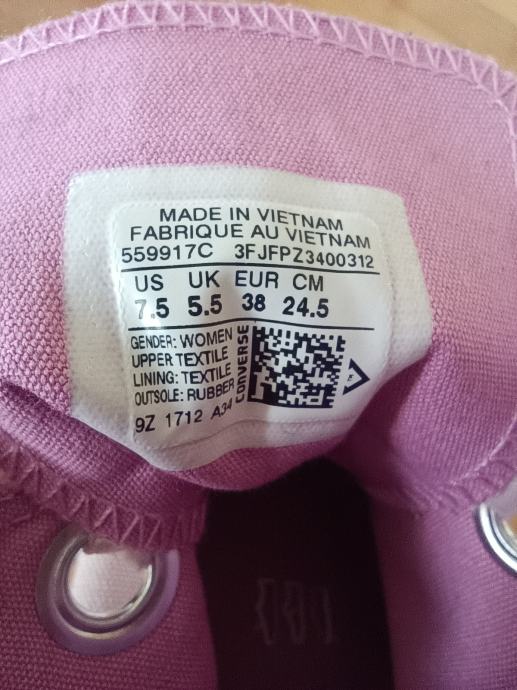 MADE IN VIETNAM
FABRIQUE AU VIETNAM
559917C 3FJFPZ3400312
US UK EUR CM
7.5 5.5 38 24.5
GENDER: WOMEN
UPPER: TEXTILE
LINING: TEXTILE
OUTSOLE: RUBBER
9Z 1712 A34
CONVERSE